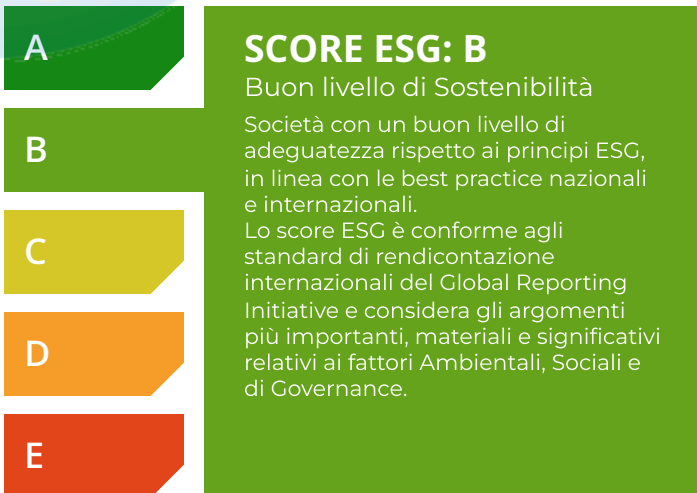 A
B
C
D
E
SCORE ESG: B
Buon livello di Sostenibilità
Società con un buon livello di
adeguatezza rispetto ai principi ESG,
in linea con le best practice nazionali
e internazionali.
Lo score ESG è conforme agli
standard di rendicontazione
internazionali del Global Reporting
Initiative e considera gli argomenti
più importanti, materiali e significativi
relativi ai fattori Ambientali, Sociali e
di Governance.